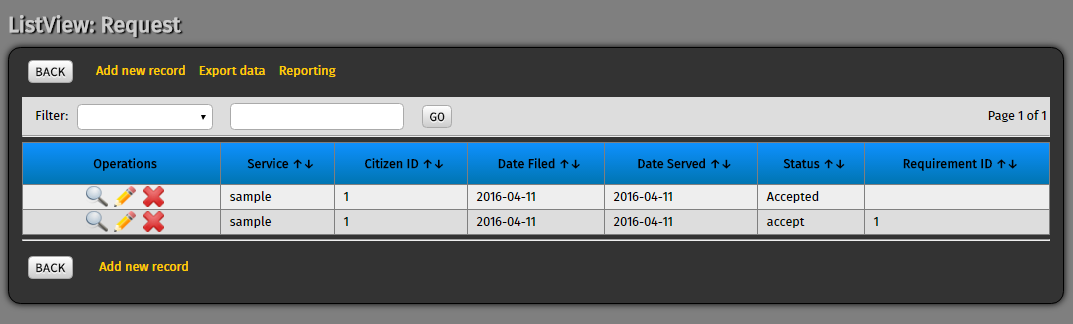 ListView: Request
BACK Add new record Export data Reporting
Filter: GO Page 1 of 1
Operations Service ↑↓ Citizen ID ↑↓ Date Filed ↑↓ Date Served ↑↓ Status ↑↓ Requirement ID ↑↓
sample 1 2016-04-11 2016-04-11 Accepted
sample 1 2016-04-11 2016-04-11 accept 1
BACK Add new record